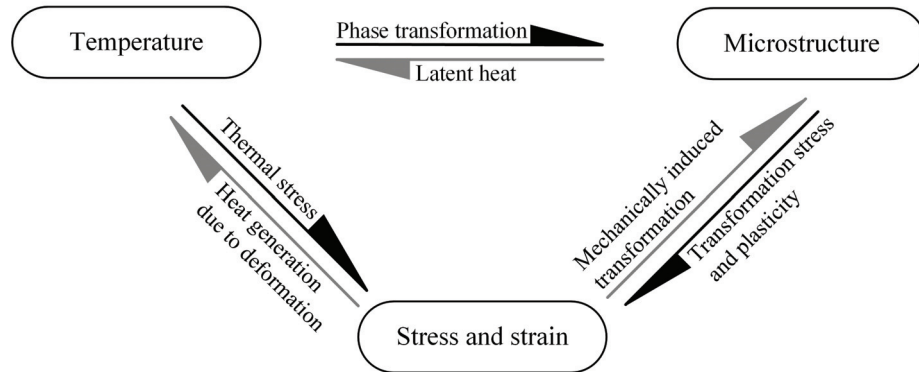 Temperature
Phase transformation
Latent heat
Microstructure
Thermal stress
Heat generation
due to deformation
Mechanically induced
transformation
Transformation stress
and plasticity
Stress and strain